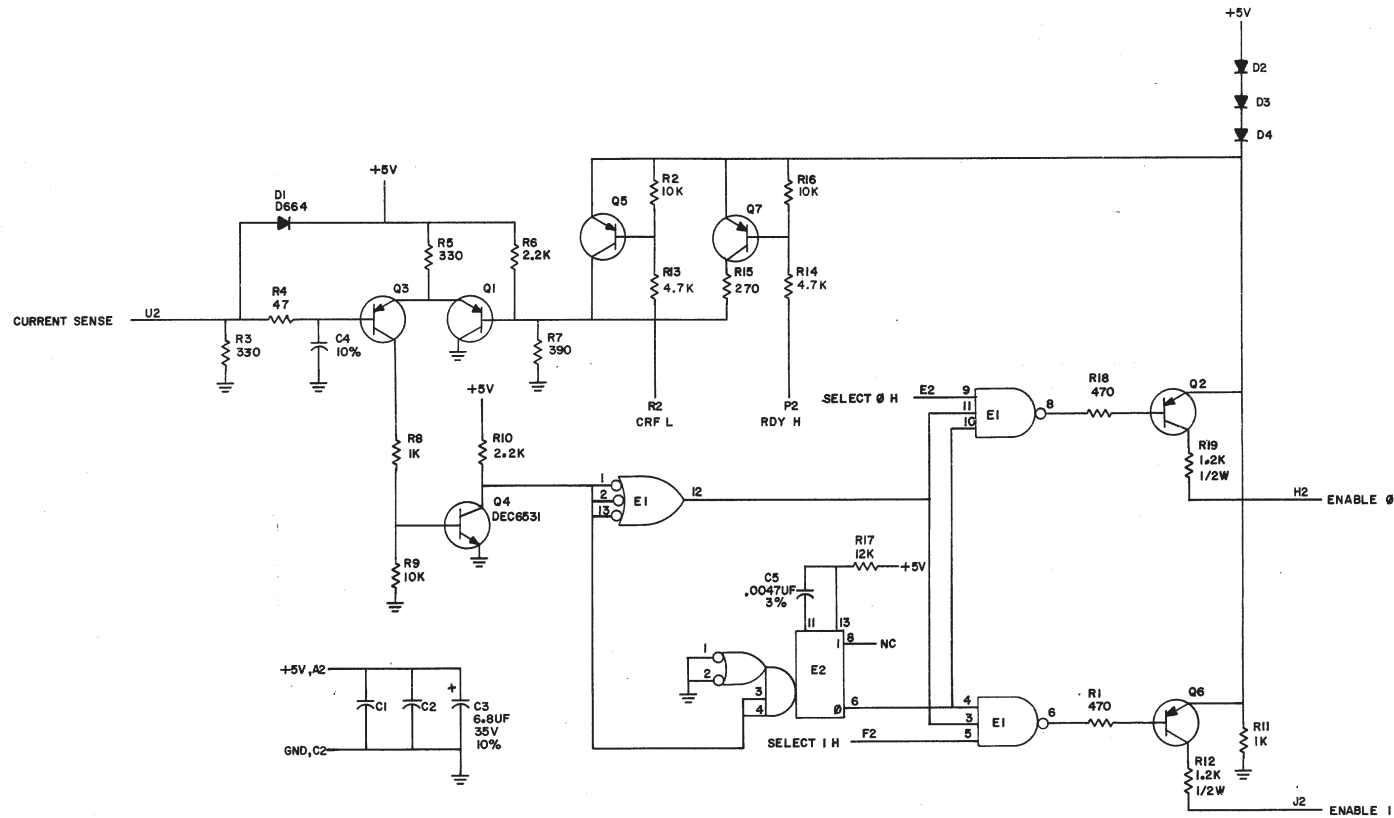 +5V
D2
D3
D4
+5V
D1
D664
R5
330
R6
2.2K
Q5
R2
10K
Q7
R16
10K
R13
4.7K
R15
270
R14
4.7K
R4
47
Q3
Q1
CURRENT SENSE
U2
R3
330
C4
10%
R7
390
+5V
R2
CRF L
P2
RDY H
SELECT Ø H
E2
9
11
10
E1
8
R18
470
Q2
R8
1K
R10
2.2K
R19
1.2K
1/2W
Q4
DEC6531
1
2
13
E1
12
H2
ENABLE Ø
R9
10K
R17
12K
+5V
C5
.0047UF
3%
11
13
1
8
NC
1
2
3
4
E2
6
Ø
+5V,A2
C1
C2
+
C3
6.8UF
35V
10%
GND,C2
4
3
5
E1
6
SELECT 1 H
F2
R1
470
Q6
R11
1K
R12
1.2K
1/2W
J2
ENABLE 1